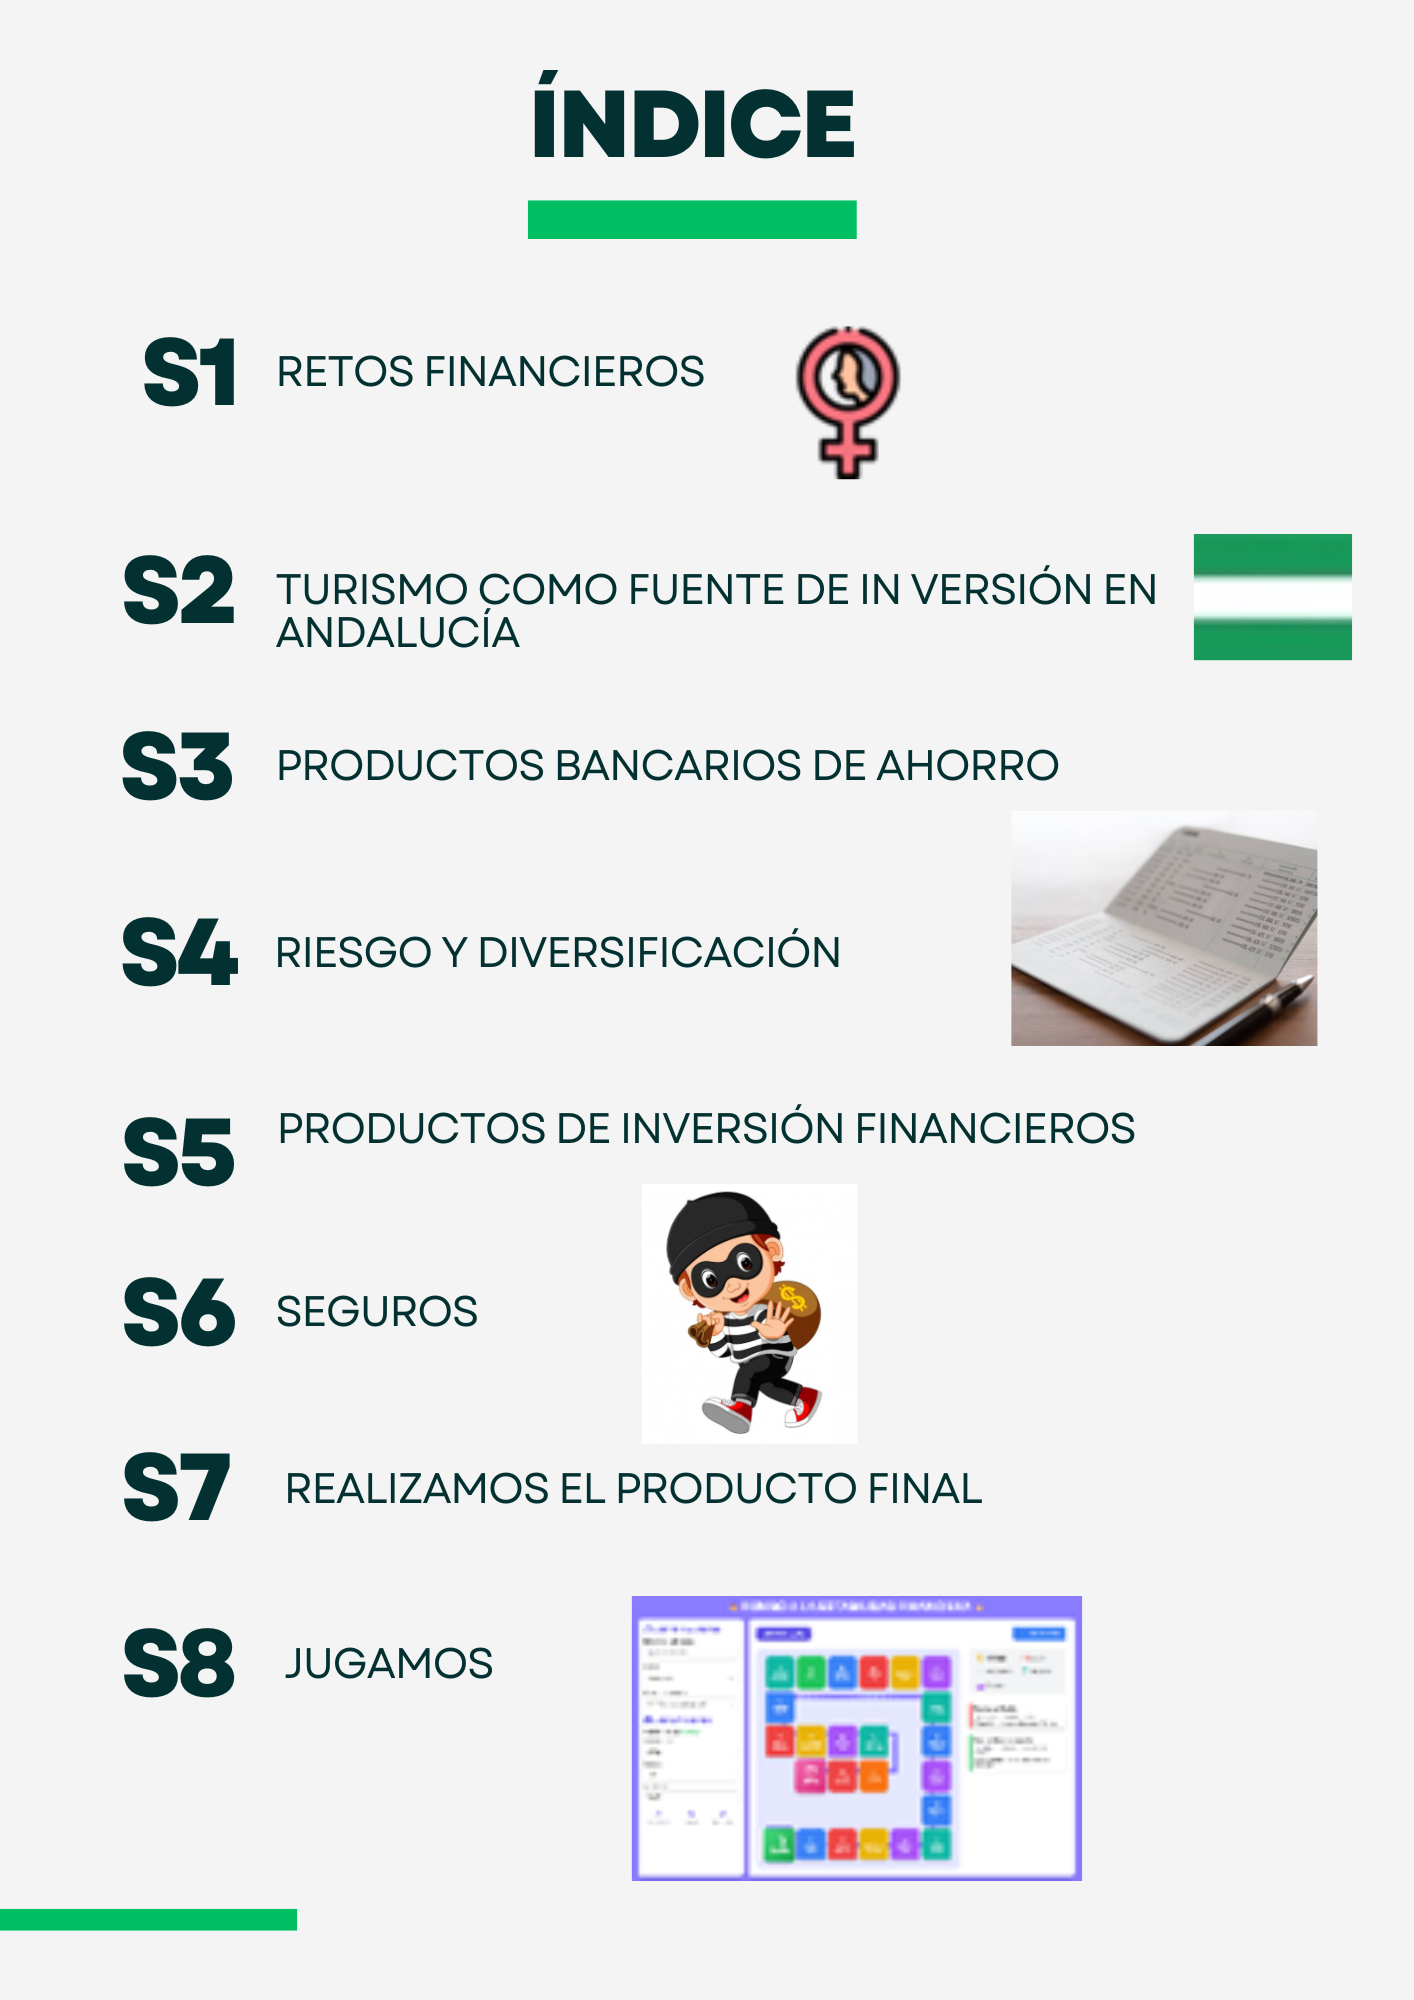 ÍNDICE
S1 RETOS FINANCIEROS
S2 TURISMO COMO FUENTE DE IN VERSIÓN EN
ANDALUCÍA
S3 PRODUCTOS BANCARIOS DE AHORRO
S4 RIESGO Y DIVERSIFICACIÓN
S5 PRODUCTOS DE INVERSIÓN FINANCIEROS
S6 SEGUROS
S7 REALIZAMOS EL PRODUCTO FINAL
S8 JUGAMOS